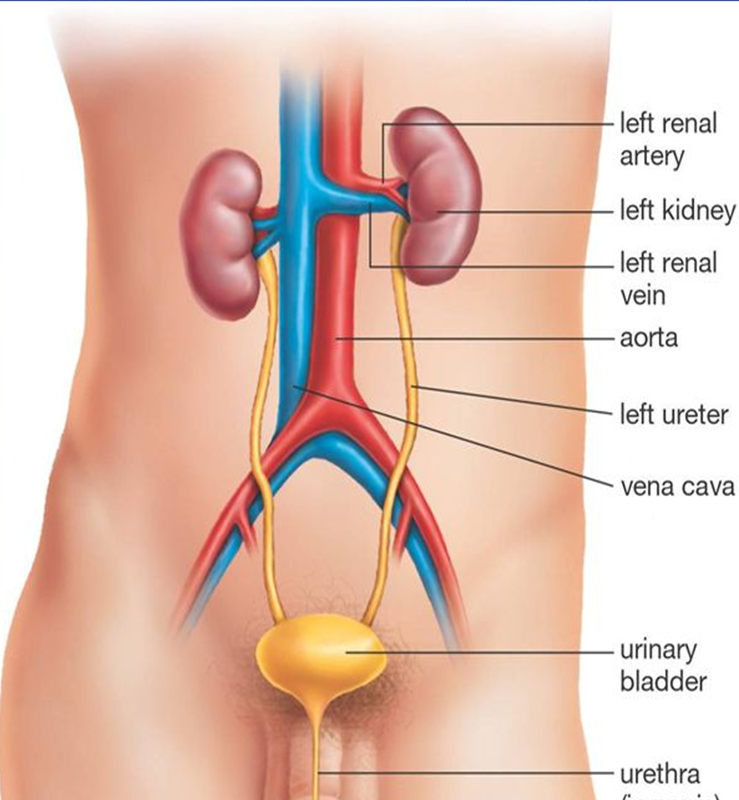 left renal
artery
left kidney
left renal
vein
aorta
left ureter
vena cava
urinary
bladder
urethra